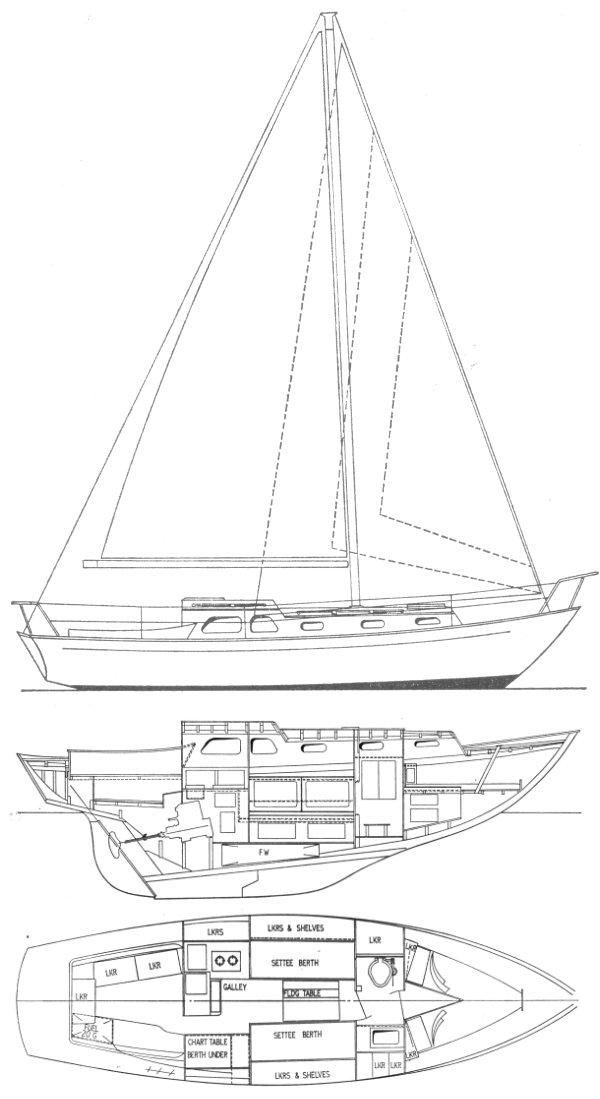 FW
LKRS
LKRS & SHELVES
LKR
LKR
LKR
LKR
SETTEE BERTH
GALLEY
FLDG TABLE
LKR
FUEL
20 G
CHART TABLE
BERTH UNDER
SETTEE BERTH
LKR
LKR
LKR
LKRS & SHELVES